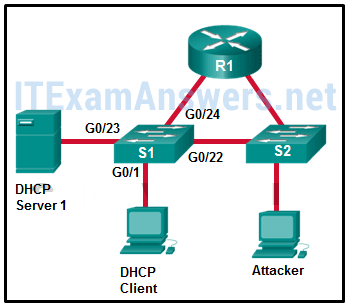 ITExamAnswers.net
R1
G0/24
G0/23
S1
G0/22
S2
G0/1
DHCP
Server 1
DHCP
Client
Attacker